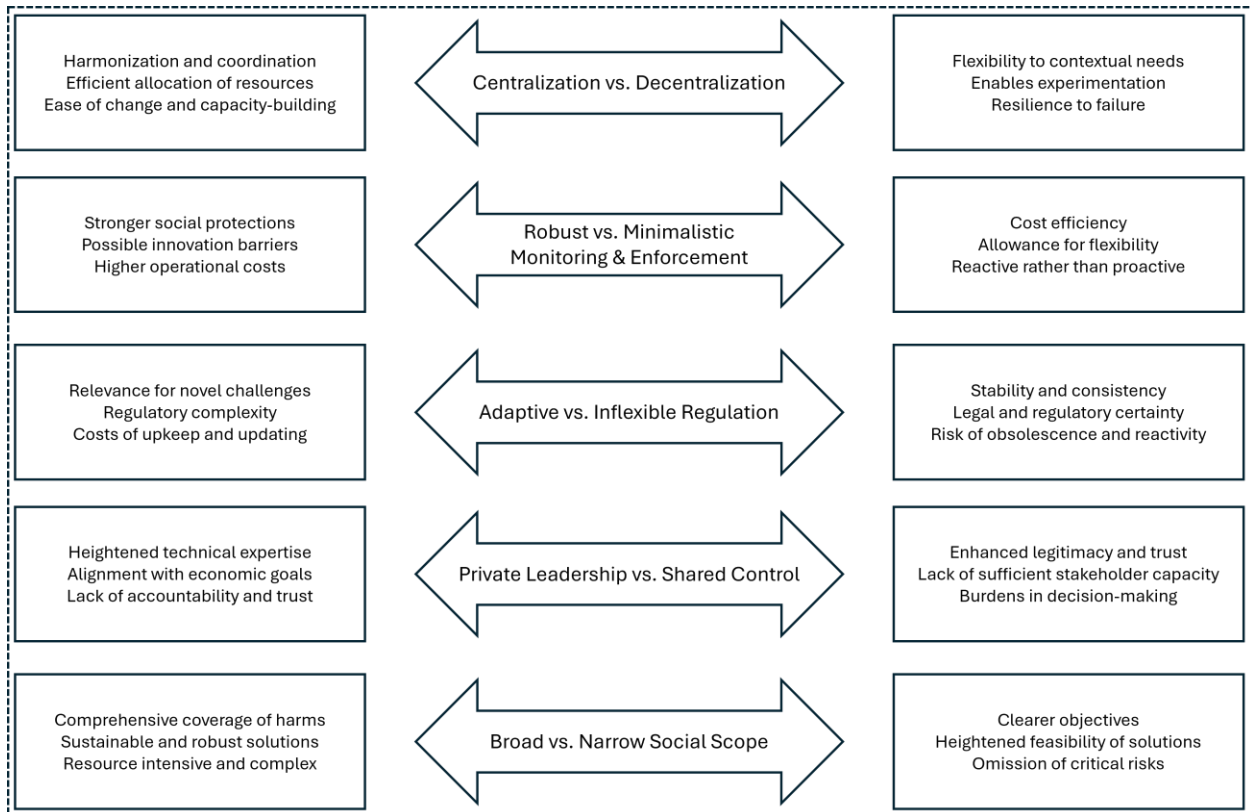 Harmonization and coordination
Efficient allocation of resources
Ease of change and capacity-building
Centralization vs. Decentralization
Flexibility to contextual needs
Enables experimentation
Resilience to failure
Stronger social protections
Possible innovation barriers
Higher operational costs
Robust vs. Minimalistic
Monitoring & Enforcement
Cost efficiency
Allowance for flexibility
Reactive rather than proactive
Relevance for novel challenges
Regulatory complexity
Costs of upkeep and updating
Adaptive vs. Inflexible Regulation
Stability and consistency
Legal and regulatory certainty
Risk of obsolescence and reactivity
Heightened technical expertise
Alignment with economic goals
Lack of accountability and trust
Private Leadership vs. Shared Control
Enhanced legitimacy and trust
Lack of sufficient stakeholder capacity
Burdens in decision-making
Comprehensive coverage of harms
Sustainable and robust solutions
Resource intensive and complex
Broad vs. Narrow Social Scope
Clearer objectives
Heightened feasibility of solutions
Omission of critical risks